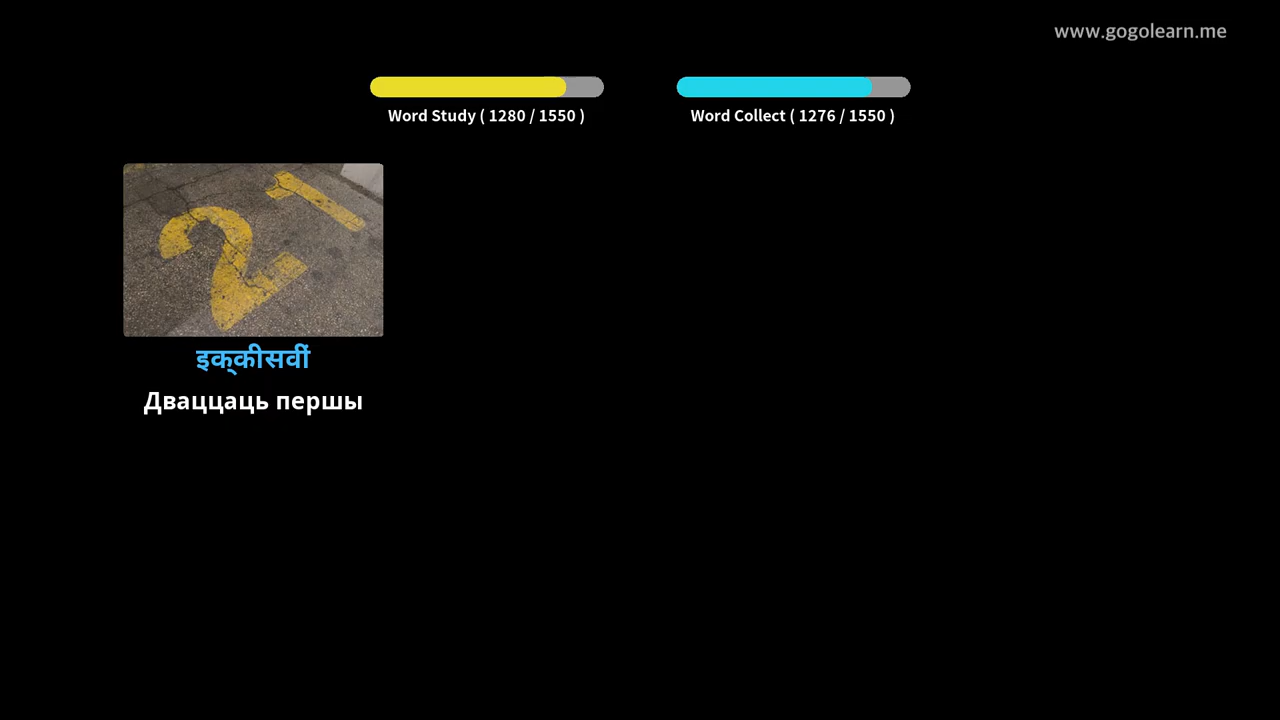 www.gogolearn.me
Word Study ( 1280 / 1550 )
Word Collect ( 1276 / 1550 )
21
इक्कीसवीं
Дваццаць першы